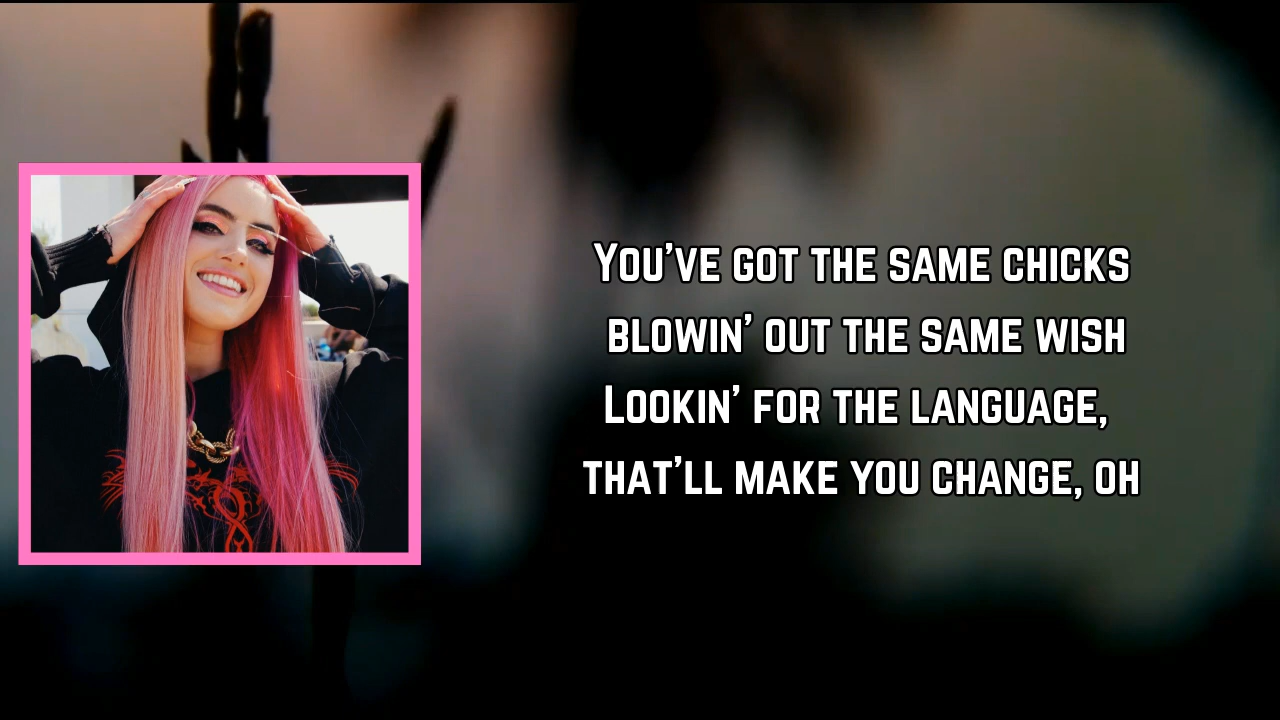 You've got the same chicks
blowin' out the same wish
Lookin' for the language,
that'll make you change, oh